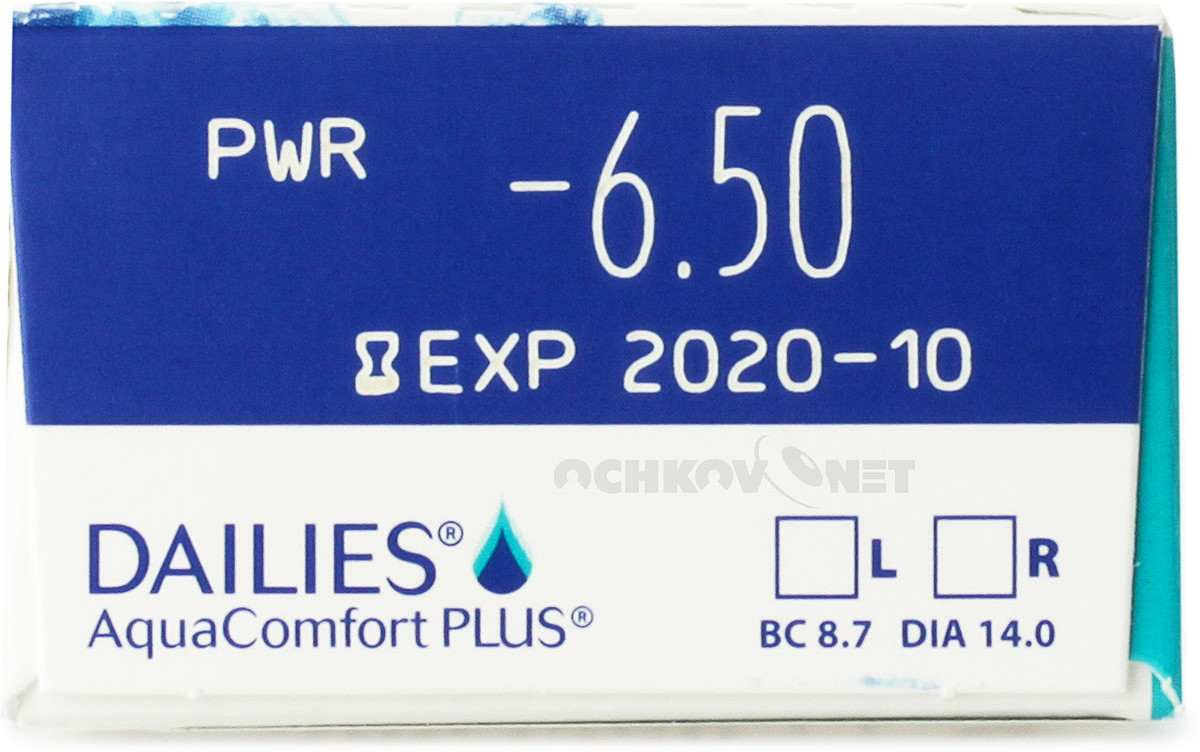 PWR -6.50
EXP 2020-10
OCHKOV.NET
DAILIES®
AquaComfort PLUS®
L R
BC 8.7 DIA 14.0